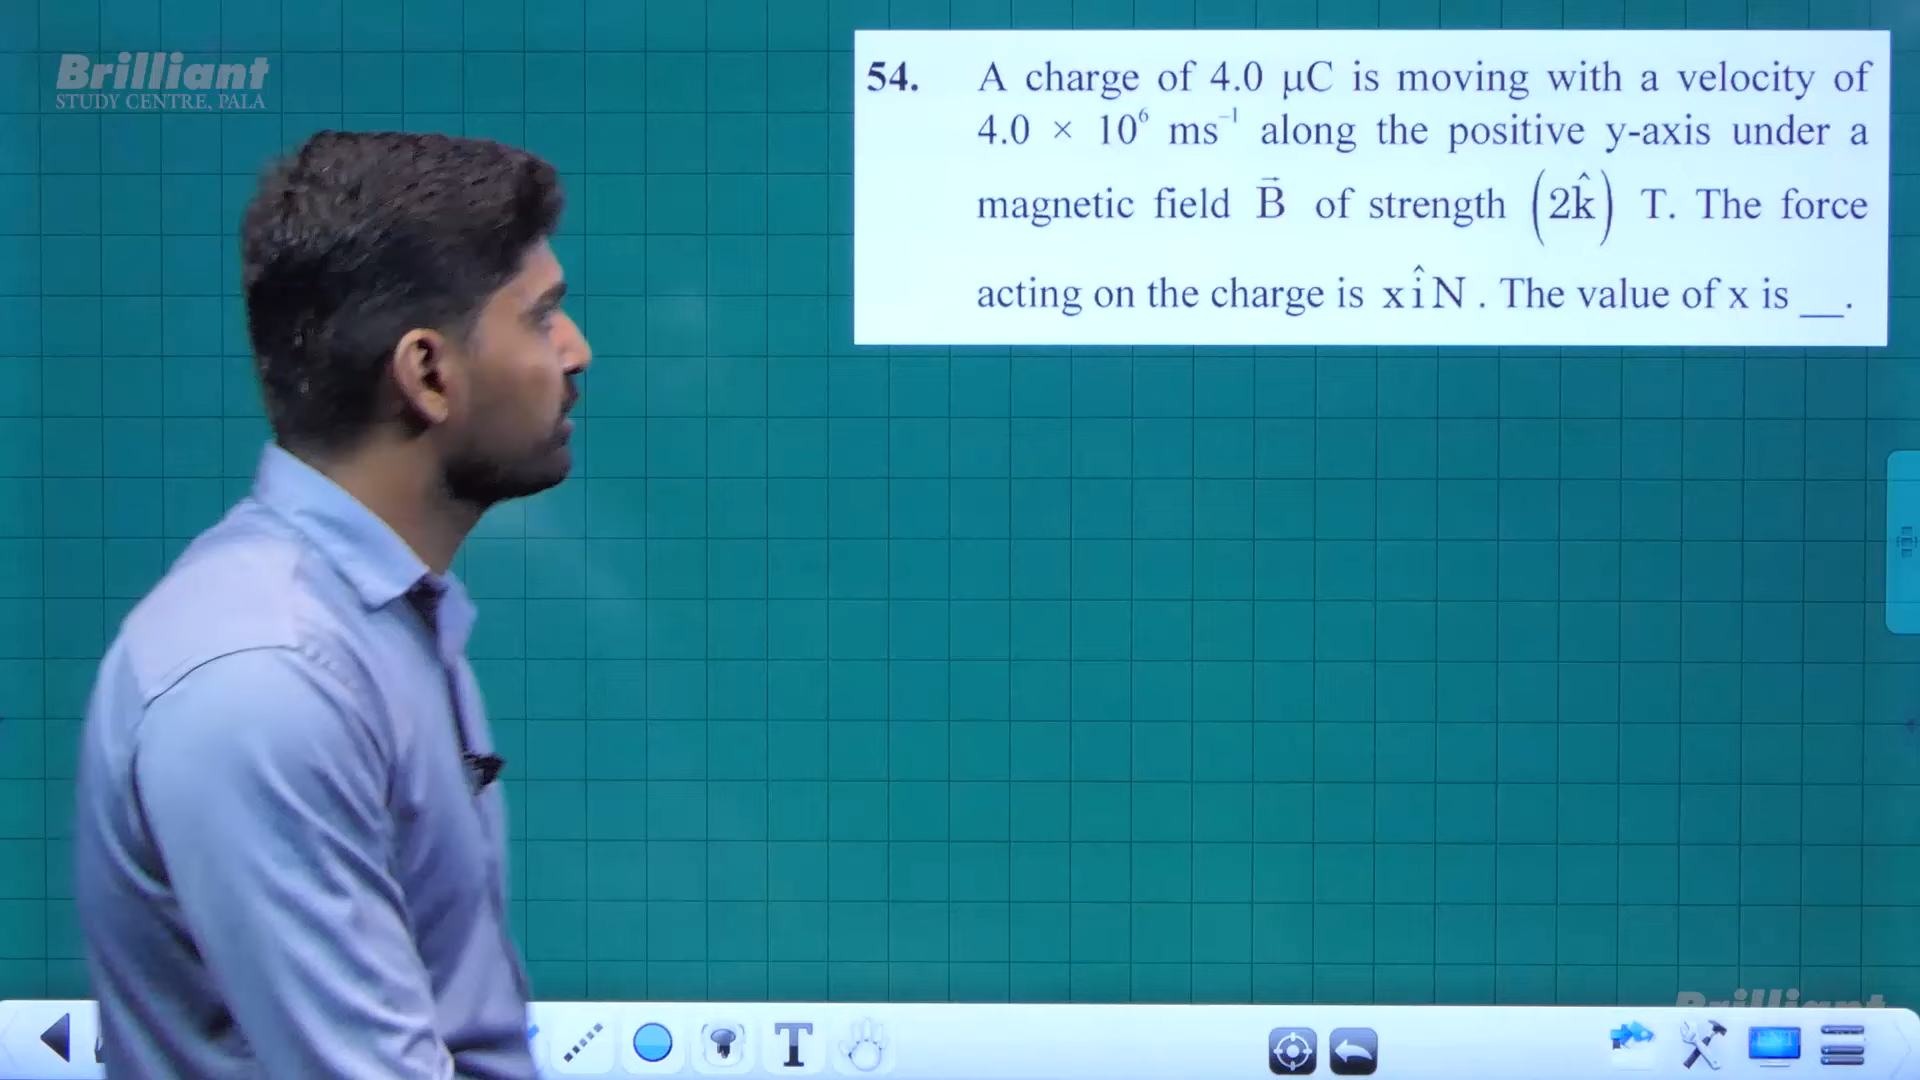 Brilliant
STUDY CENTRE, PALA
54. A charge of 4.0 μC is moving with a velocity of
4.0 × 10⁶ ms⁻¹ along the positive y-axis under a
magnetic field B⃗ of strength (2k̂) T. The force
acting on the charge is x î N. The value of x is __.
T
Brilliant